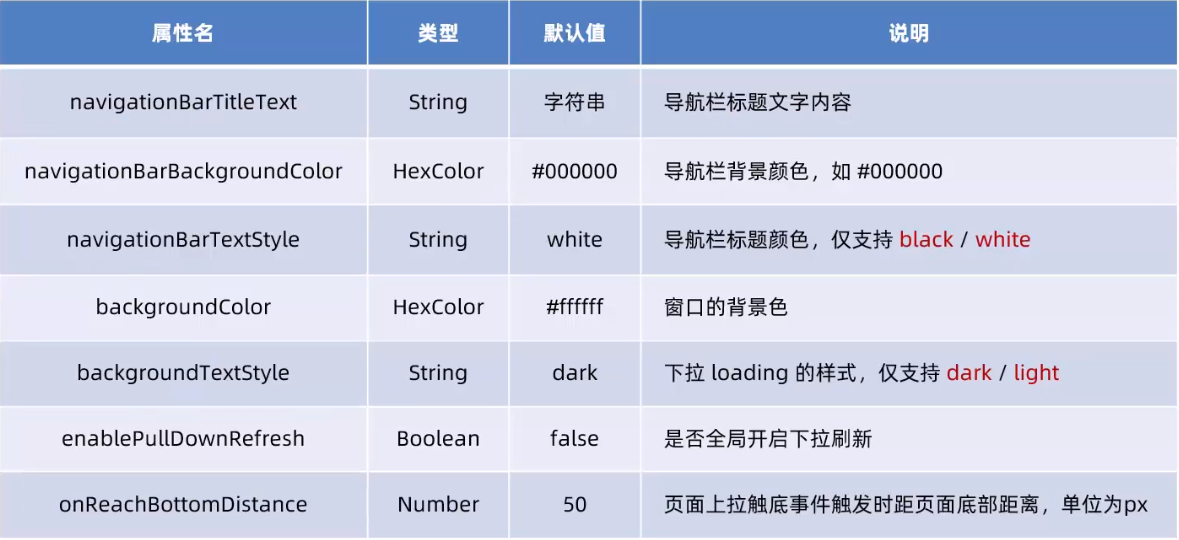 属性名 类型 默认值 说明
navigationBarTitleText String 字符串 导航栏标题文字内容
navigationBarBackgroundColor HexColor #000000 导航栏背景颜色，如 #000000
navigationBarTextStyle String white 导航栏标题颜色，仅支持 black / white
backgroundColor HexColor #ffffff 窗口的背景色
backgroundTextStyle String dark 下拉 loading 的样式，仅支持 dark / light
enablePullDownRefresh Boolean false 是否全局开启下拉刷新
onReachBottomDistance Number 50 页面上拉触底事件触发时距页面底部距离，单位为px